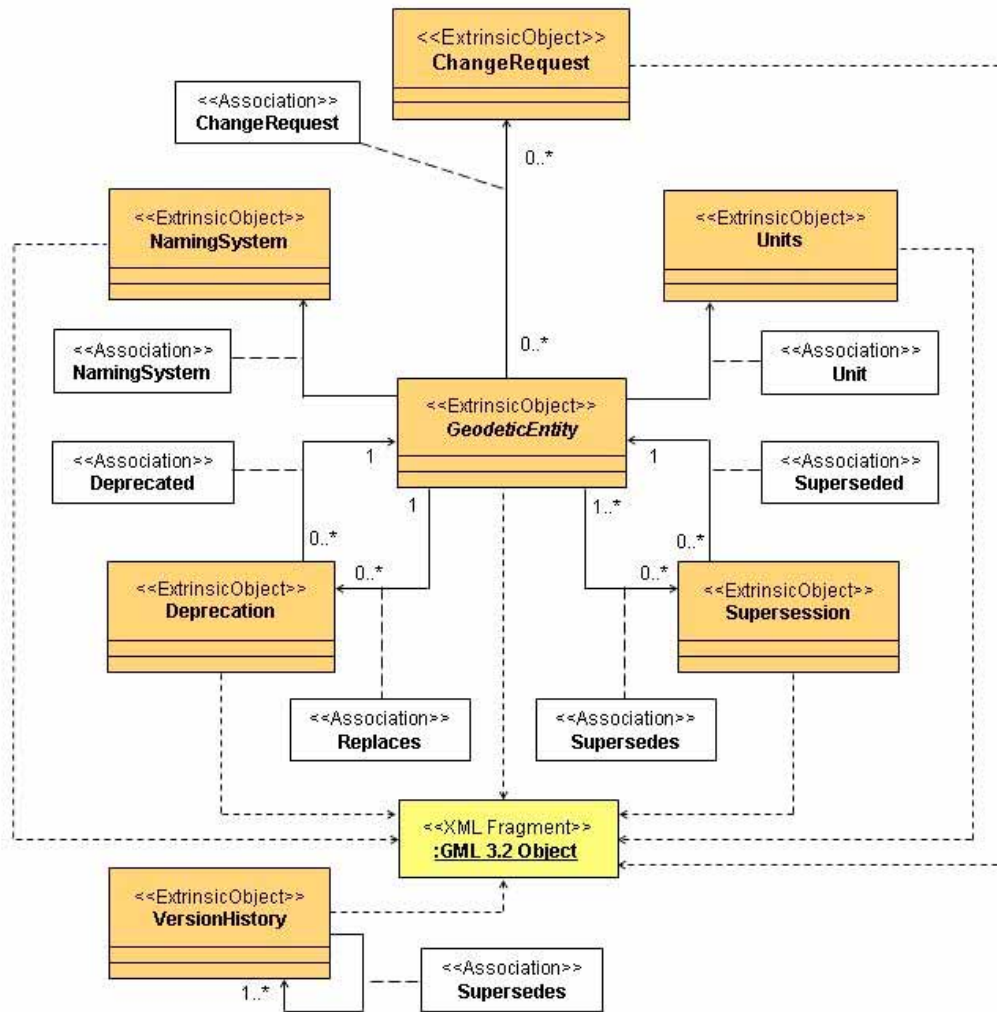 <<ExtrinsicObject>>
ChangeRequest
<<Association>>
ChangeRequest
0..*
<<ExtrinsicObject>>
NamingSystem
<<ExtrinsicObject>>
Units
<<Association>>
NamingSystem
0..*
<<Association>>
Unit
<<ExtrinsicObject>>
GeodeticEntity
<<Association>>
Deprecated
1
1
<<Association>>
Superseded
1
1..*
0..*
0..*
0..*
0..*
<<ExtrinsicObject>>
Deprecation
<<ExtrinsicObject>>
Supersession
<<Association>>
Replaces
<<Association>>
Supersedes
<<XML Fragment>>
:GML 3.2 Object
<<ExtrinsicObject>>
VersionHistory
1..*
<<Association>>
Supersedes